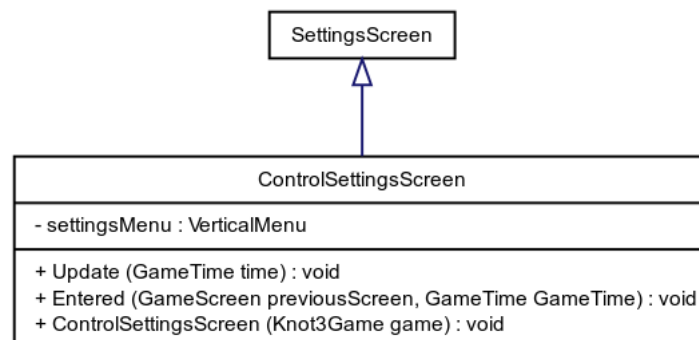 SettingsScreen
ControlSettingsScreen
- settingsMenu : VerticalMenu
+ Update (GameTime time) : void
+ Entered (GameScreen previousScreen, GameTime GameTime) : void
+ ControlSettingsScreen (Knot3Game game) : void